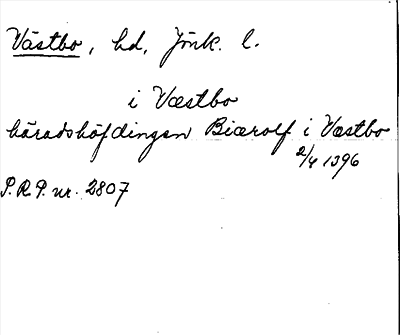 Västbo, hd, Jönk. l.
i Væstbo
häradshöfdingen Biærolf i Væstbo
2/4 1396
S.R.P. nr. 2807